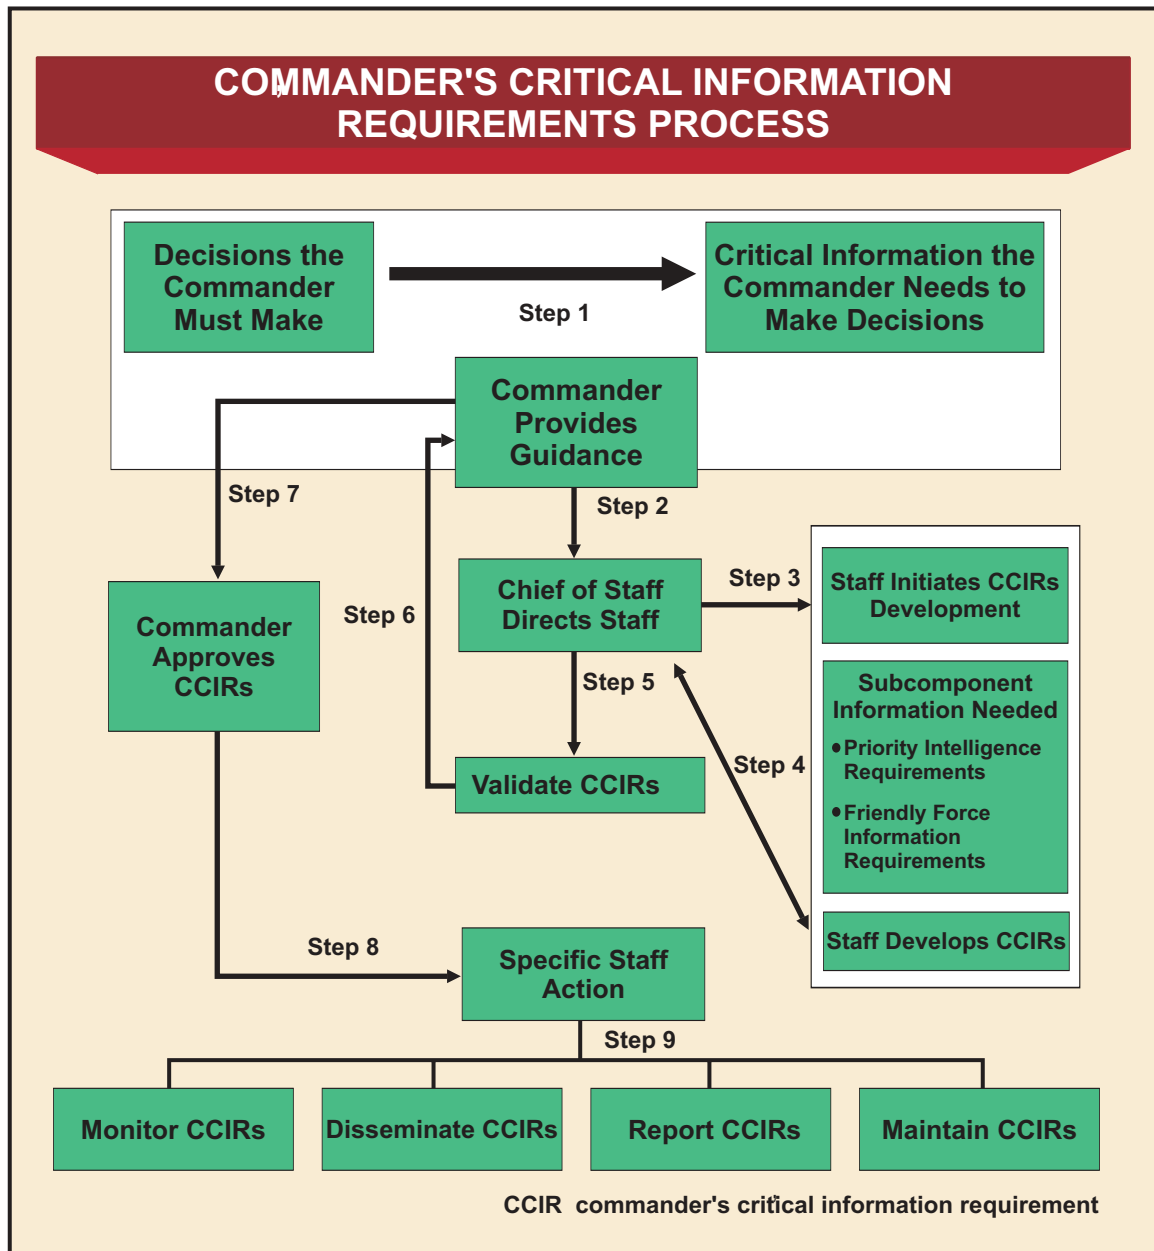 COMMANDER'S CRITICAL INFORMATION
REQUIREMENTS PROCESS
Decisions the
Commander
Must Make
Step 1
Critical Information the
Commander Needs to
Make Decisions
Commander
Provides
Guidance
Step 7
Step 2
Chief of Staff
Directs Staff
Step 3
Staff Initiates CCIRs
Development
Step 6
Commander
Approves
CCIRs
Step 5
Subcomponent
Information Needed
• Priority Intelligence
Requirements
• Friendly Force
Information
Requirements
Step 4
Validate CCIRs
Staff Develops CCIRs
Step 8
Specific Staff
Action
Step 9
Monitor CCIRs
Disseminate CCIRs
Report CCIRs
Maintain CCIRs
CCIR commander's critical information requirement